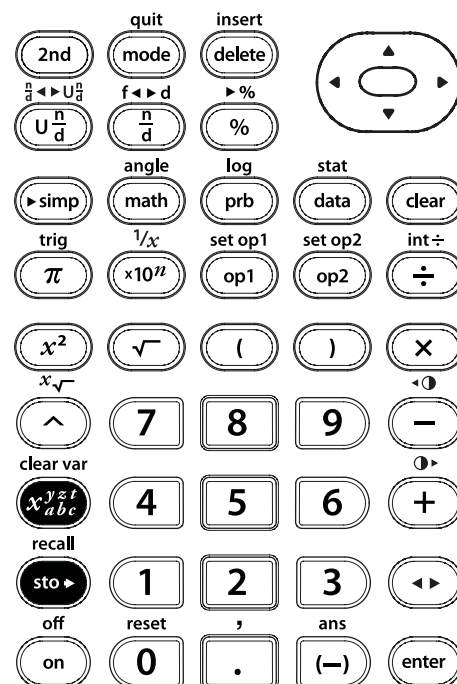 quit insert
2nd mode delete
n/d ◄► U n/d f ◄► d ►%
U n/d n/d %
angle log stat
►simp math prb data clear
trig 1/x set op1 set op2 int÷
π ×10ⁿ op1 op2 ÷
x² √ ( ) ×
ˣ√ ◄◑
^ 7 8 9 −
clear var ◑►
x y z t a b c 4 5 6 +
recall
sto► 1 2 3 ◄►
off reset , ans
on 0 . (−) enter